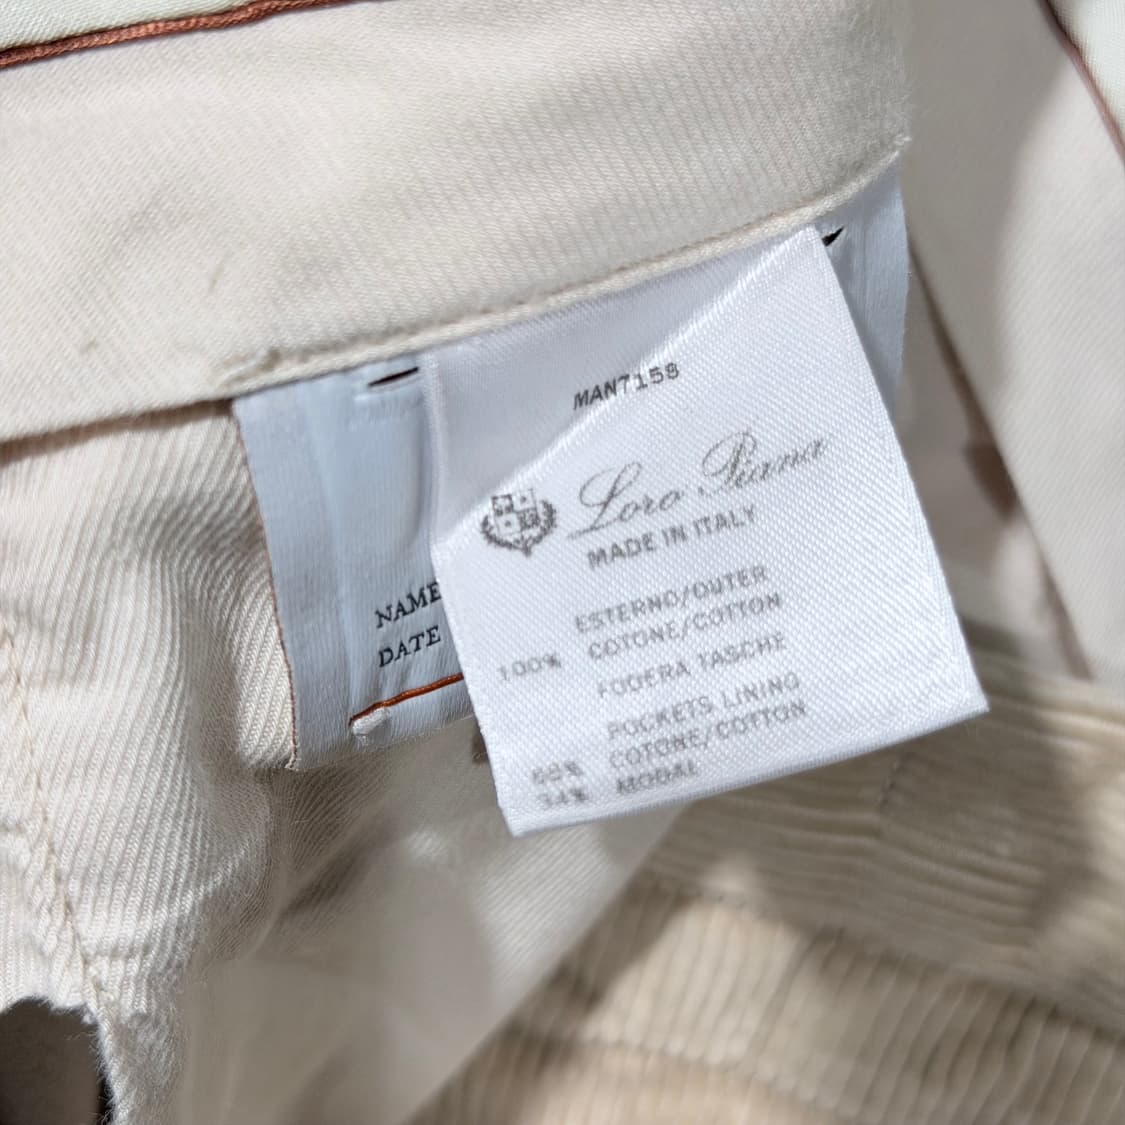 MAN7158
Loro Piana
MADE IN ITALY
ESTERNO/OUTER
100% COTONE/COTTON
FODERA TASCHE
POCKETS LINING
COTONE/COTTON
34% MODAL
NAME
DATE